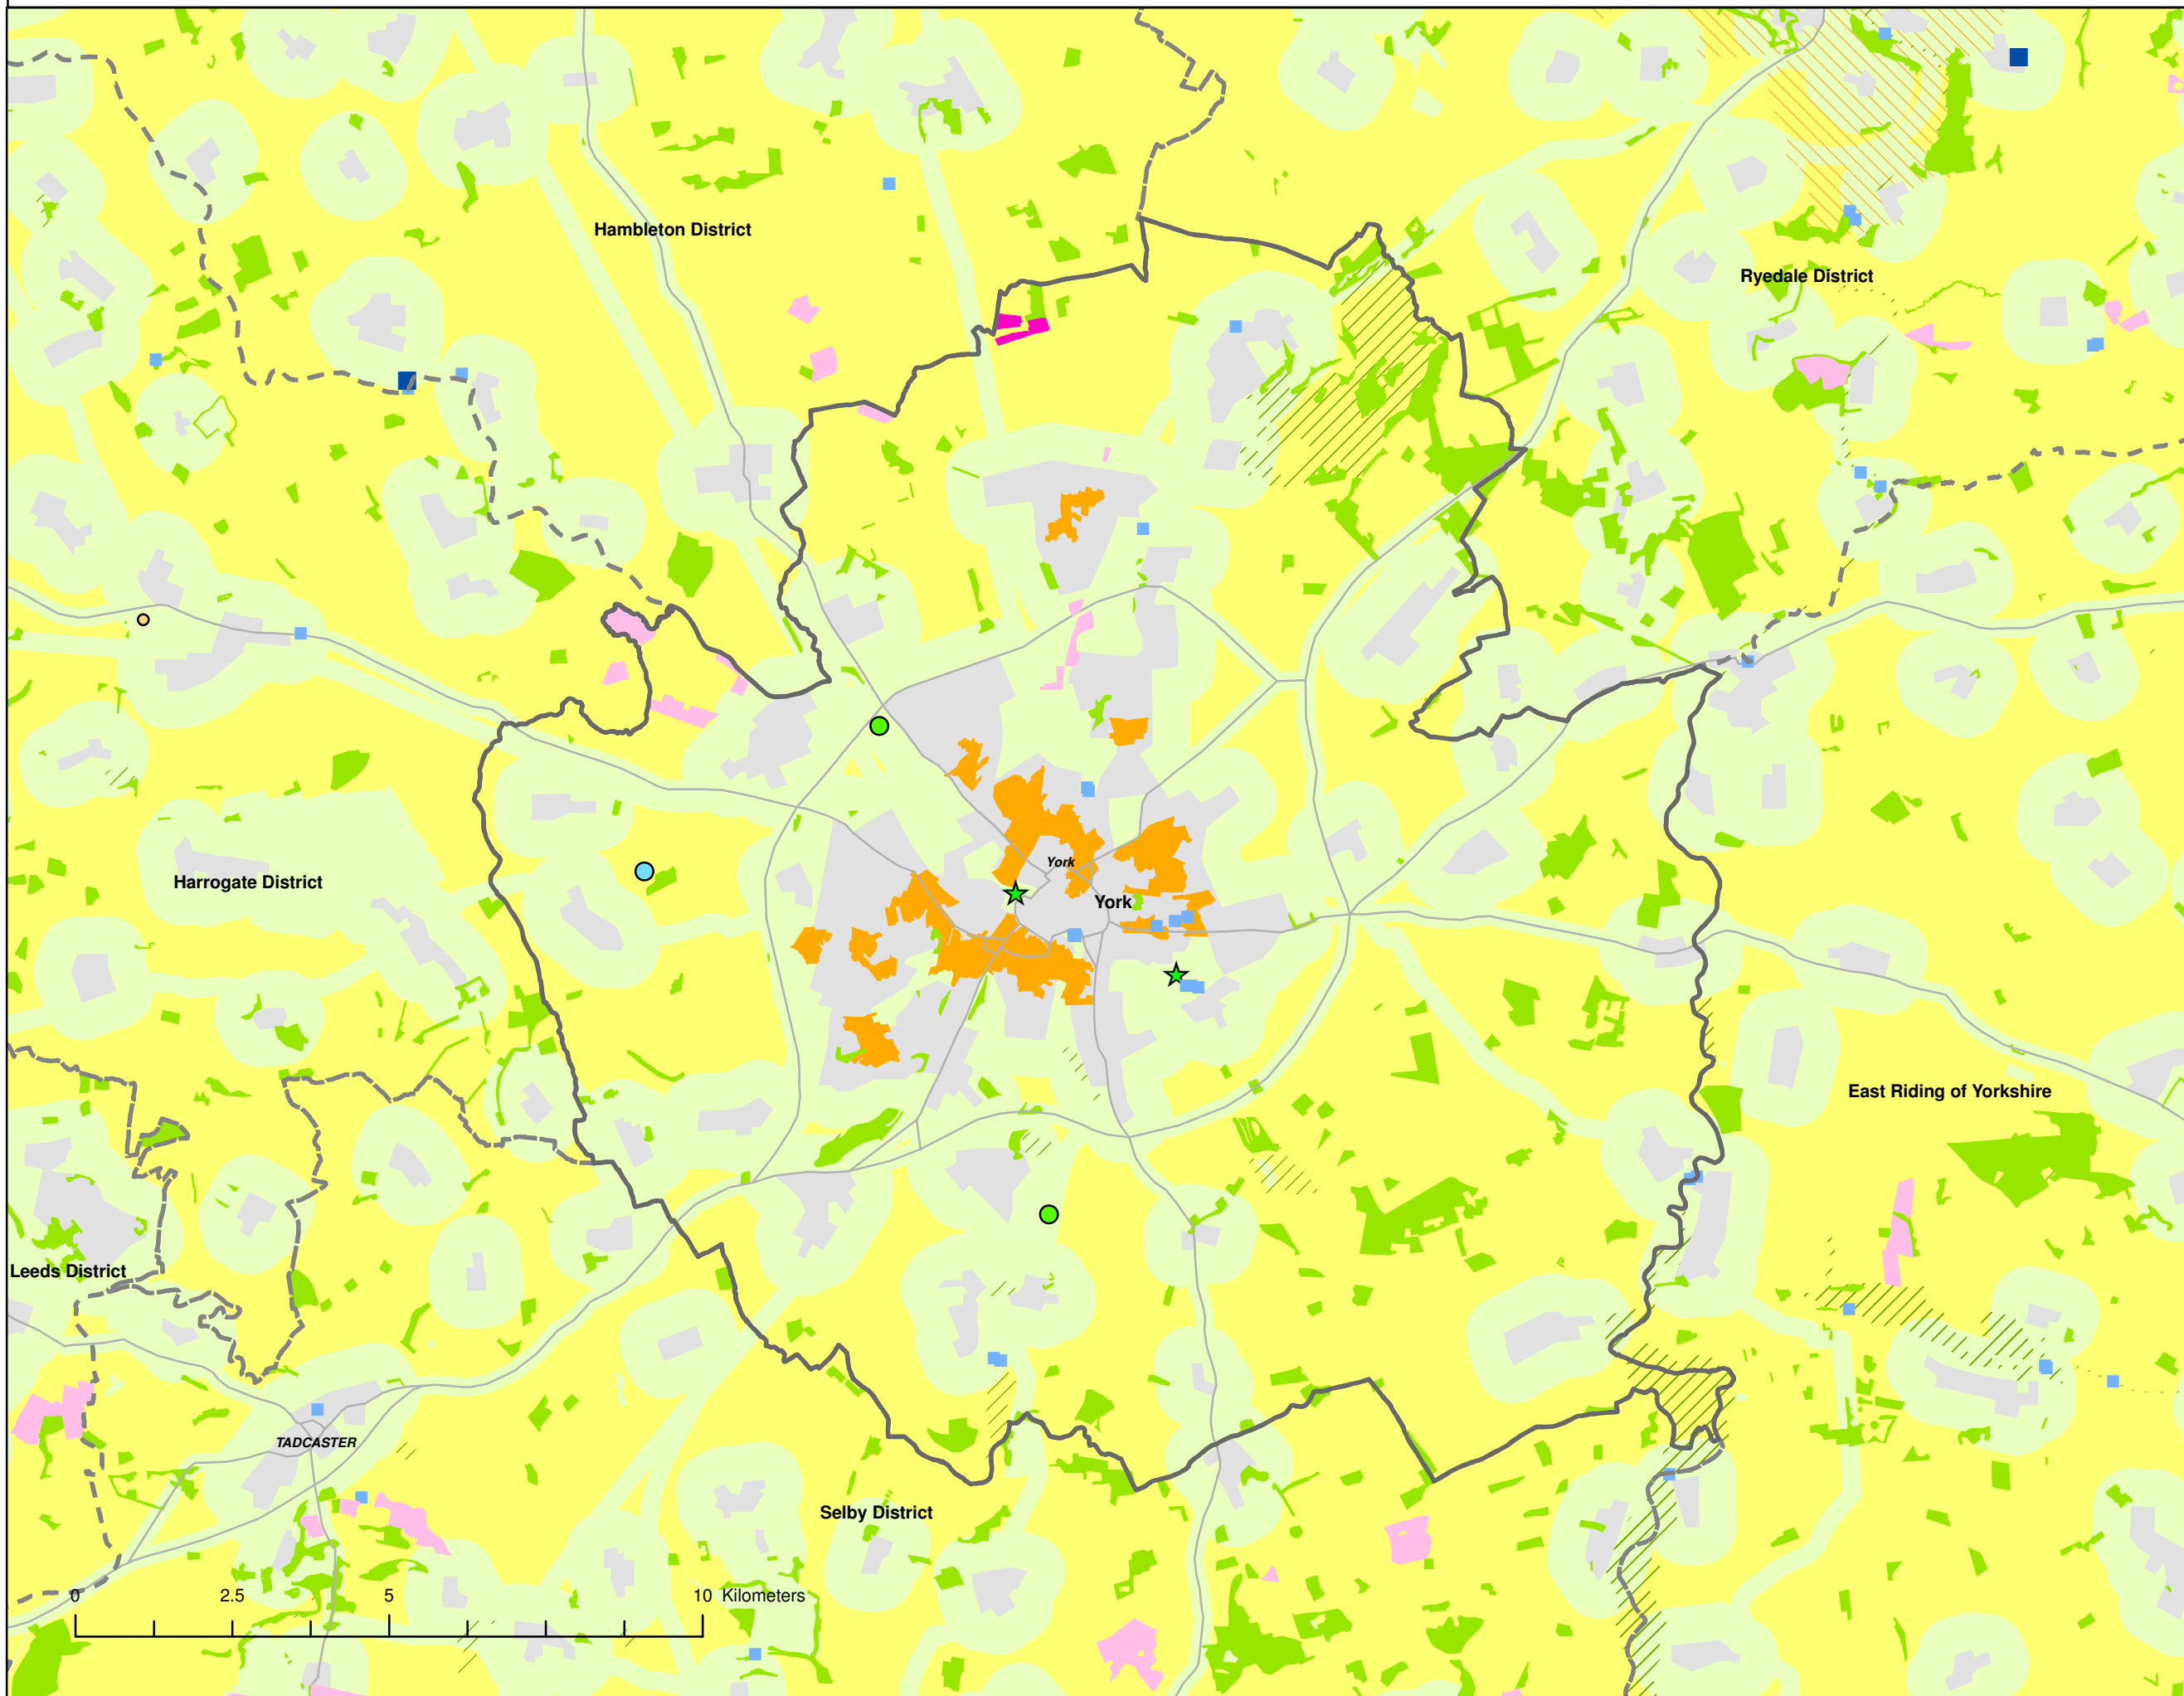 Hambleton District
Ryedale District
York
Harrogate District
York
East Riding of Yorkshire
Leeds District
TADCASTER
Selby District
0 2.5 5 10 Kilometers